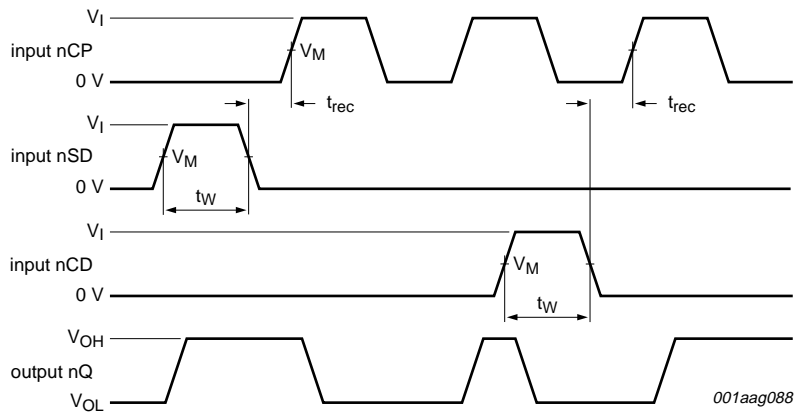 VI
input nCP
VM
0 V
trec
trec
VI
input nSD
VM
0 V
tW
VI
input nCD
VM
0 V
tW
VOH
output nQ
VOL
001aag088